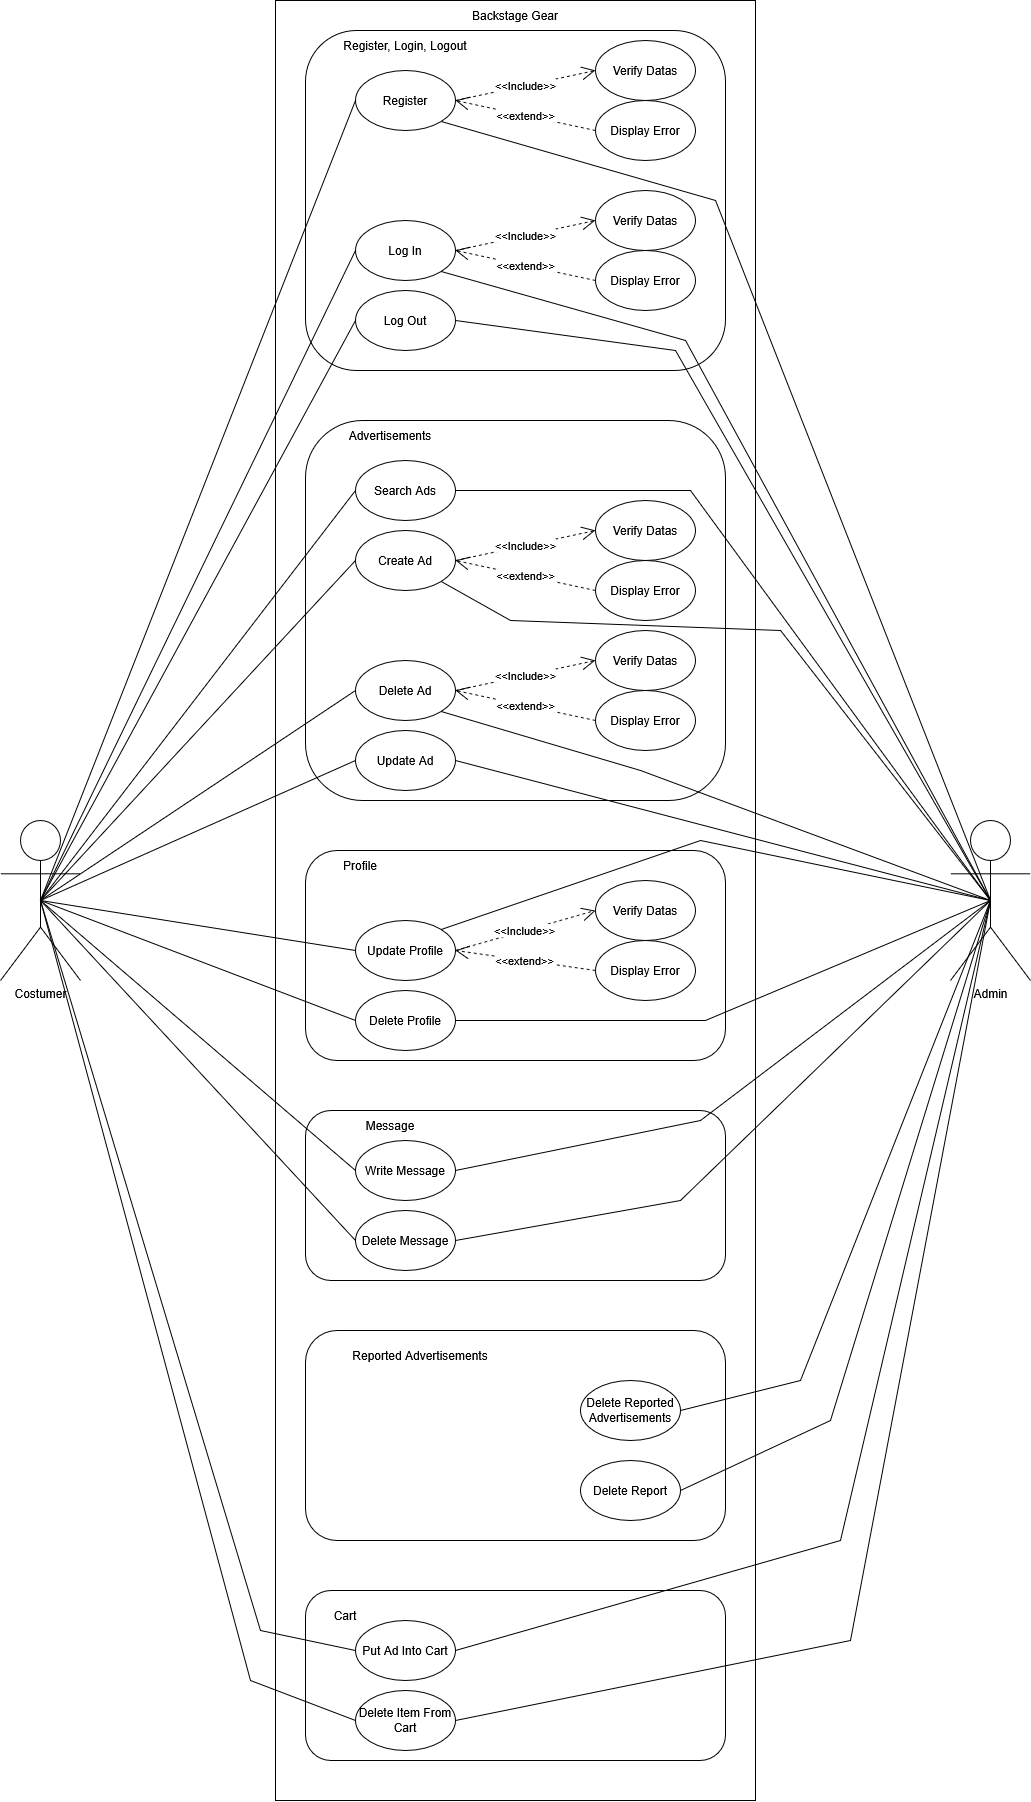 Backstage Gear
Register, Login, Logout
Verify Datas
<<Include>>
Register
<<extend>>
Display Error
Verify Datas
<<Include>>
Log In
<<extend>>
Display Error
Log Out
Advertisements
Search Ads
Verify Datas
<<Include>>
Create Ad
<<extend>>
Display Error
Verify Datas
<<Include>>
Delete Ad
<<extend>>
Display Error
Update Ad
Profile
Verify Datas
<<Include>>
Update Profile
<<extend>>
Display Error
Costumer
Admin
Delete Profile
Message
Write Message
Delete Message
Reported Advertisements
Delete Reported
Advertisements
Delete Report
Cart
Put Ad Into Cart
Delete Item From
Cart